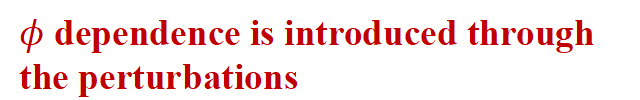 ϕ dependence is introduced through
the perturbations